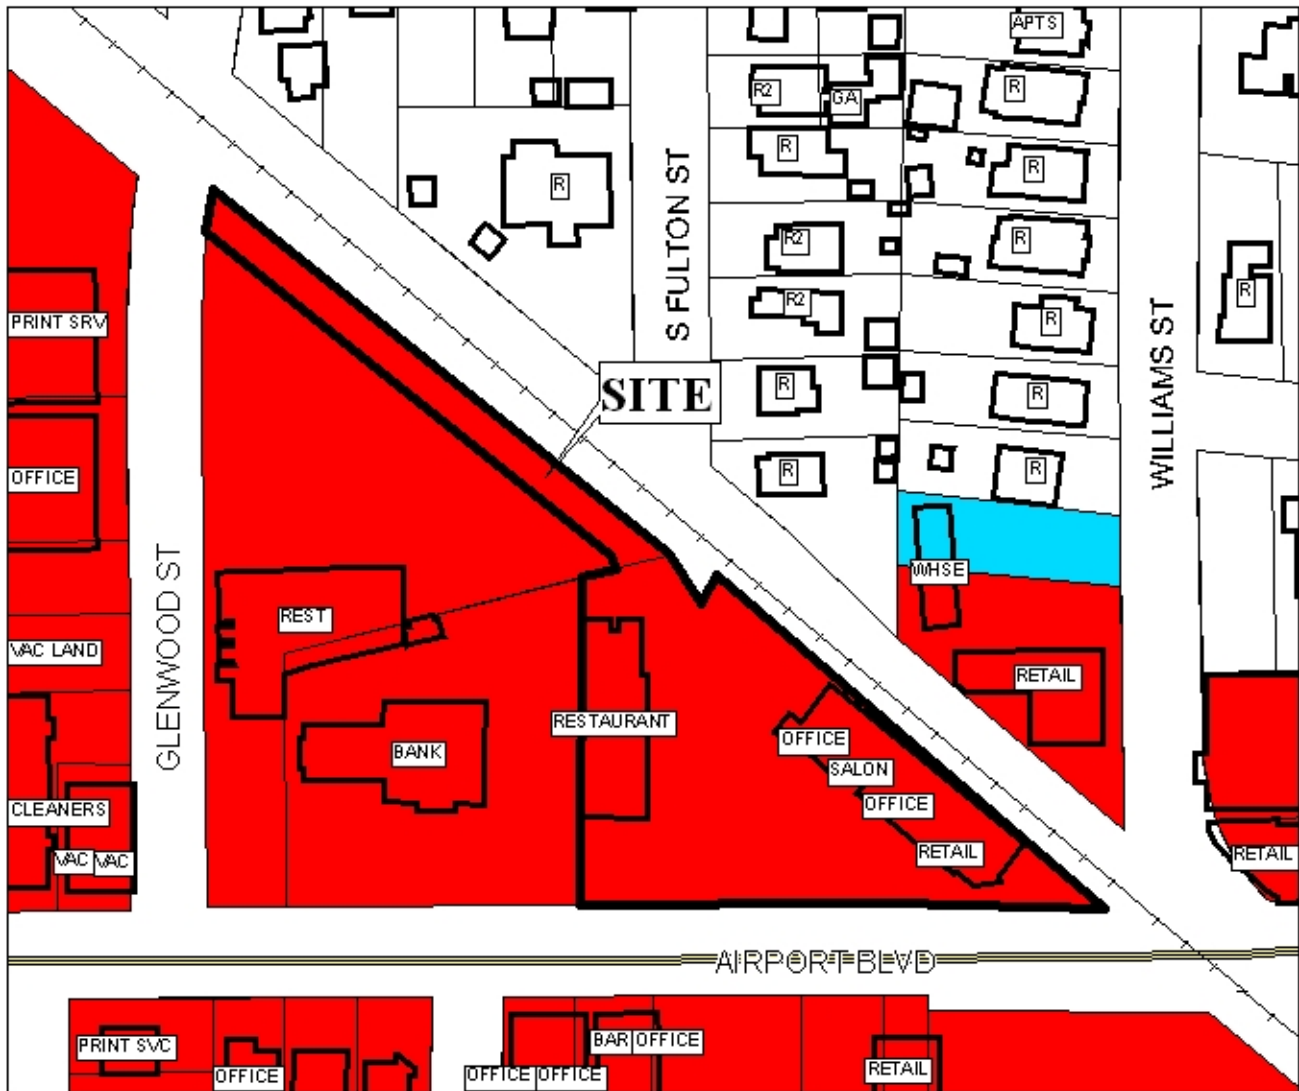 APTS
R2
GA
R
R
R
R
R2
R
S FULTON ST
R2
R
R
PRINT SRV
SITE
R
R
WILLIAMS ST
R
R
OFFICE
WHSE
GLENWOOD ST
REST
VAC LAND
RETAIL
RESTAURANT
BANK
OFFICE
SALON
OFFICE
CLEANERS
RETAIL
RETAIL
VAC
VAC
AIRPORT BLVD
PRINT SVC
BAR
OFFICE
OFFICE
OFFICE
OFFICE
RETAIL